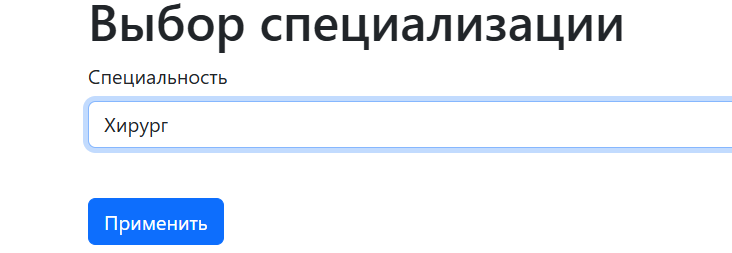 Выбор специализации
Специальность
Хирург
Применить